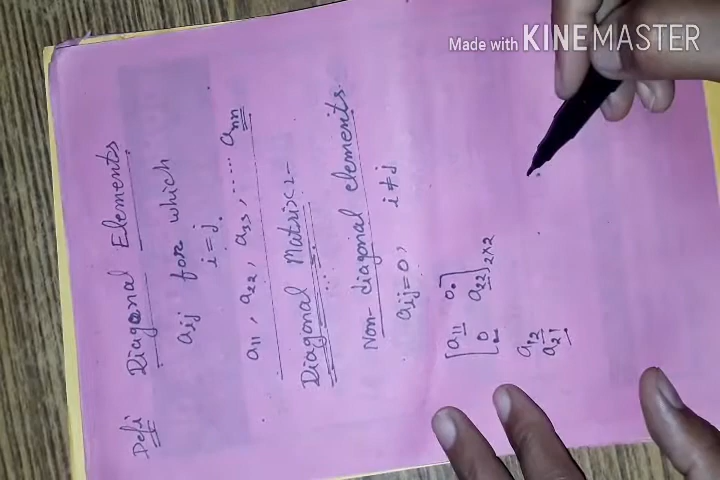 Made with KINEMASTER
Defi Diagonal Elements
aij for which
i = j.
a11, a22, a33, ..... ann
Diagonal Matrix :-
Non-diagonal elements.
aij = 0, i ≠ j
[a11 0
0 a22]2×2
a12
a21